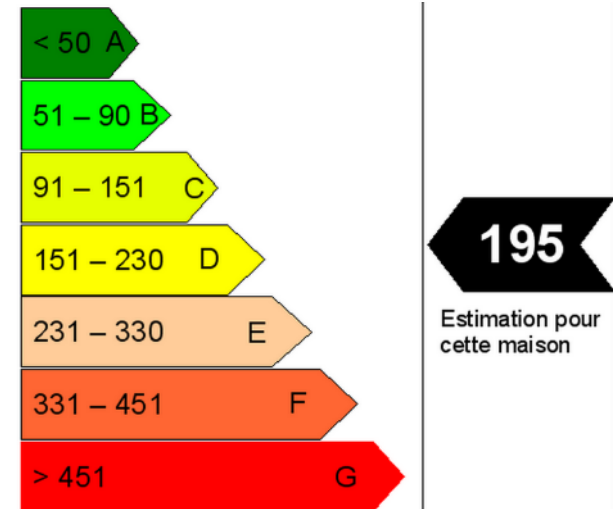 < 50 A
51 – 90 B
91 – 151 C
151 – 230 D
195
231 – 330 E
Estimation pour
cette maison
331 – 451 F
> 451 G